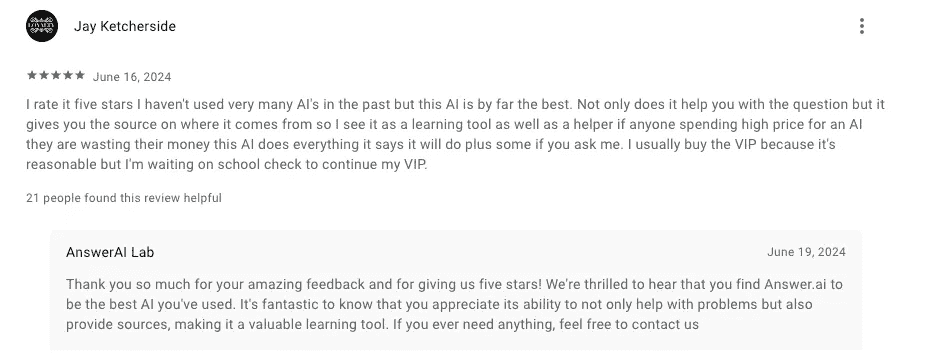 Jay Ketcherside
June 16, 2024
I rate it five stars I haven't used very many AI's in the past but this AI is by far the best. Not only does it help you with the question but it
gives you the source on where it comes from so I see it as a learning tool as well as a helper if anyone spending high price for an AI
they are wasting their money this AI does everything it says it will do plus some if you ask me. I usually buy the VIP because it's
reasonable but I'm waiting on school check to continue my VIP.
21 people found this review helpful
AnswerAI Lab
June 19, 2024
Thank you so much for your amazing feedback and for giving us five stars! We're thrilled to hear that you find Answer.ai to
be the best AI you've used. It's fantastic to know that you appreciate its ability to not only help with problems but also
provide sources, making it a valuable learning tool. If you ever need anything, feel free to contact us